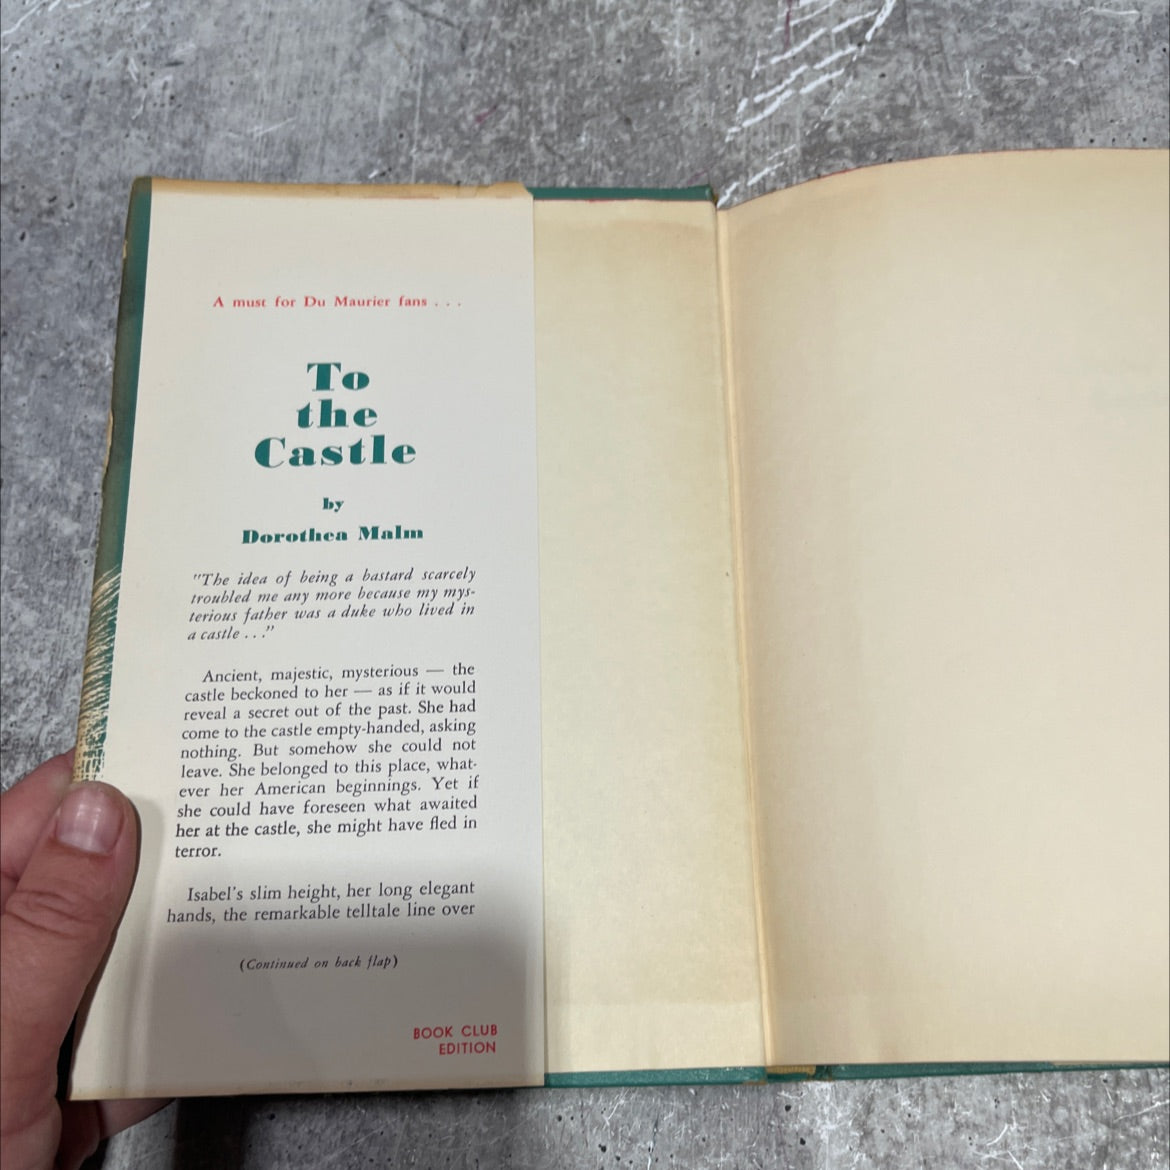 A must for Du Maurier fans . . .
To
the
Castle
by
Dorothea Malm
"The idea of being a bastard scarcely
troubled me any more because my mys-
terious father was a duke who lived in
a castle . . ."
Ancient, majestic, mysterious — the
castle beckoned to her — as if it would
reveal a secret out of the past. She had
come to the castle empty-handed, asking
nothing. But somehow she could not
leave. She belonged to this place, what-
ever her American beginnings. Yet if
she could have foreseen what awaited
her at the castle, she might have fled in
terror.
Isabel's slim height, her long elegant
hands, the remarkable telltale line over
(Continued on back flap)
BOOK CLUB
EDITION